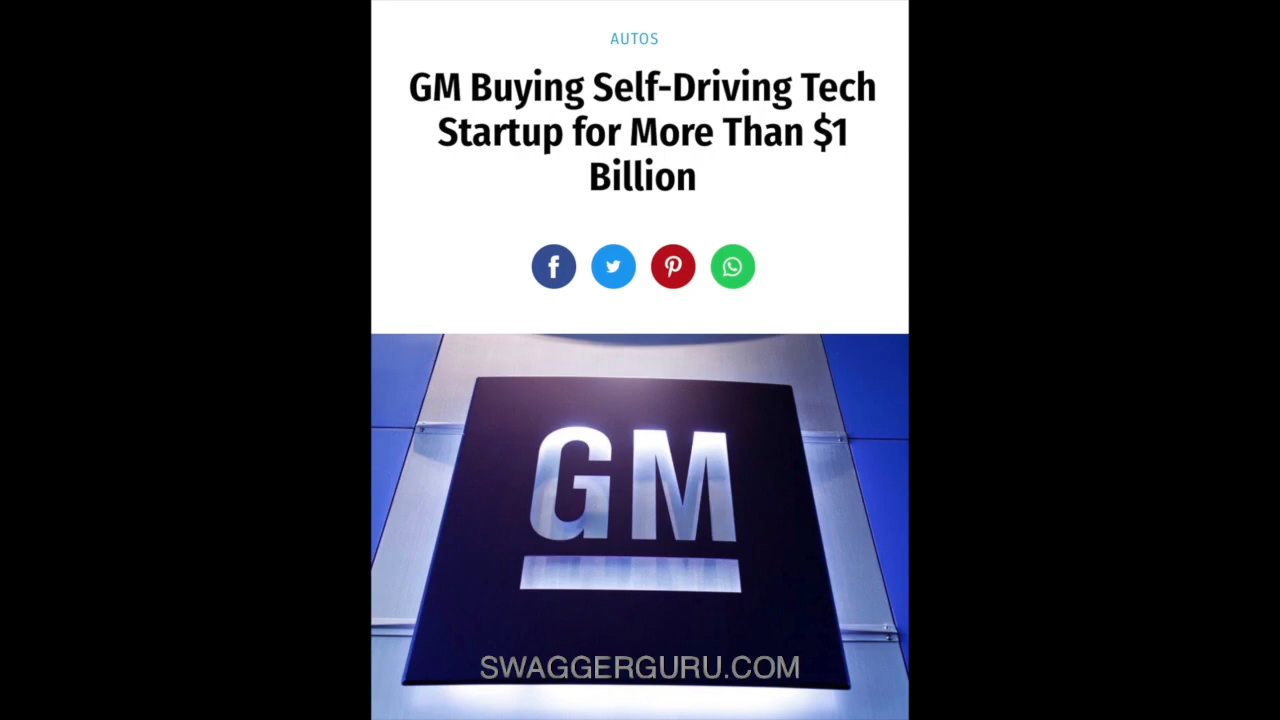 AUTOS
GM Buying Self-Driving Tech
Startup for More Than $1
Billion
GM
SWAGGERGURU.COM